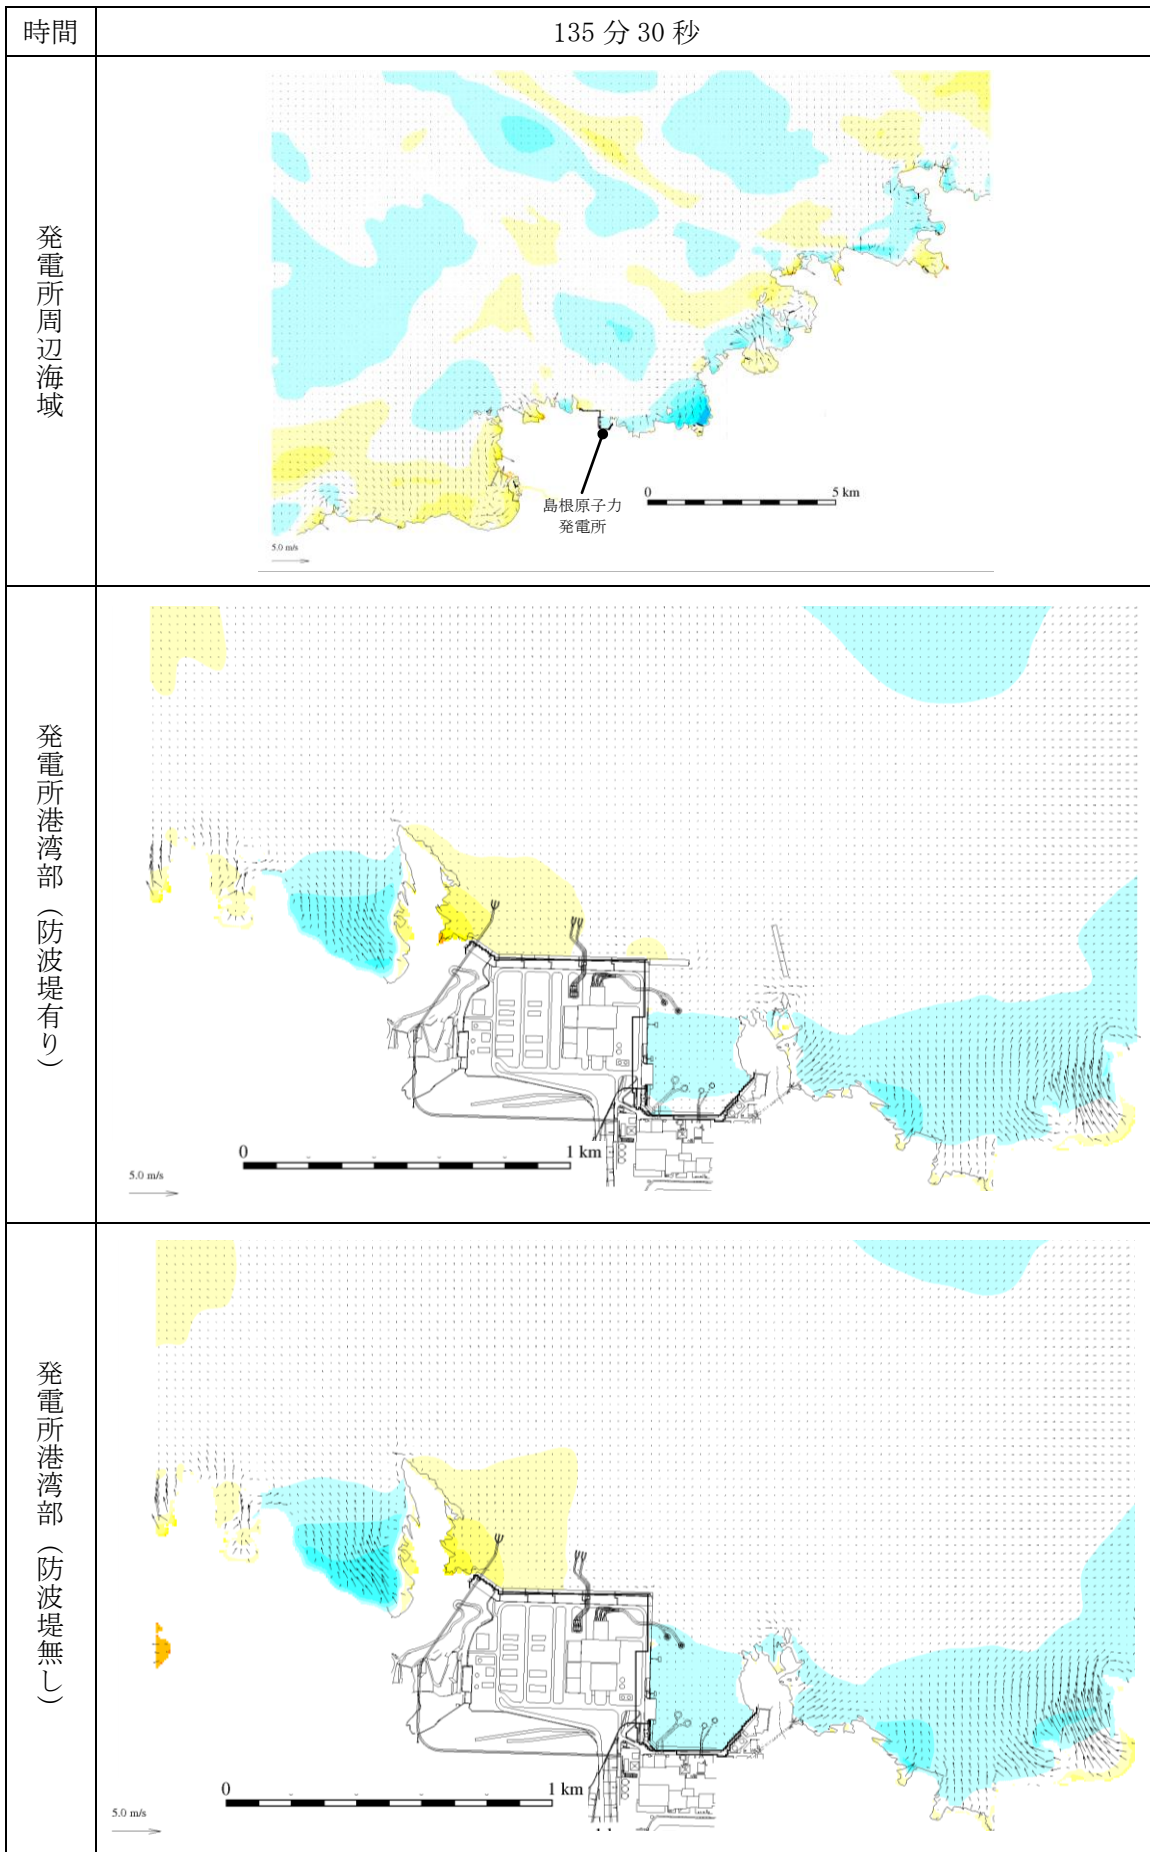 時間
135 分 30 秒
発電所周辺海域
島根原子力
発電所
0
5 km
5.0 m/s
発電所港湾部（防波堤有り）
0
1 km
5.0 m/s
発電所港湾部（防波堤無し）
0
1 km
5.0 m/s